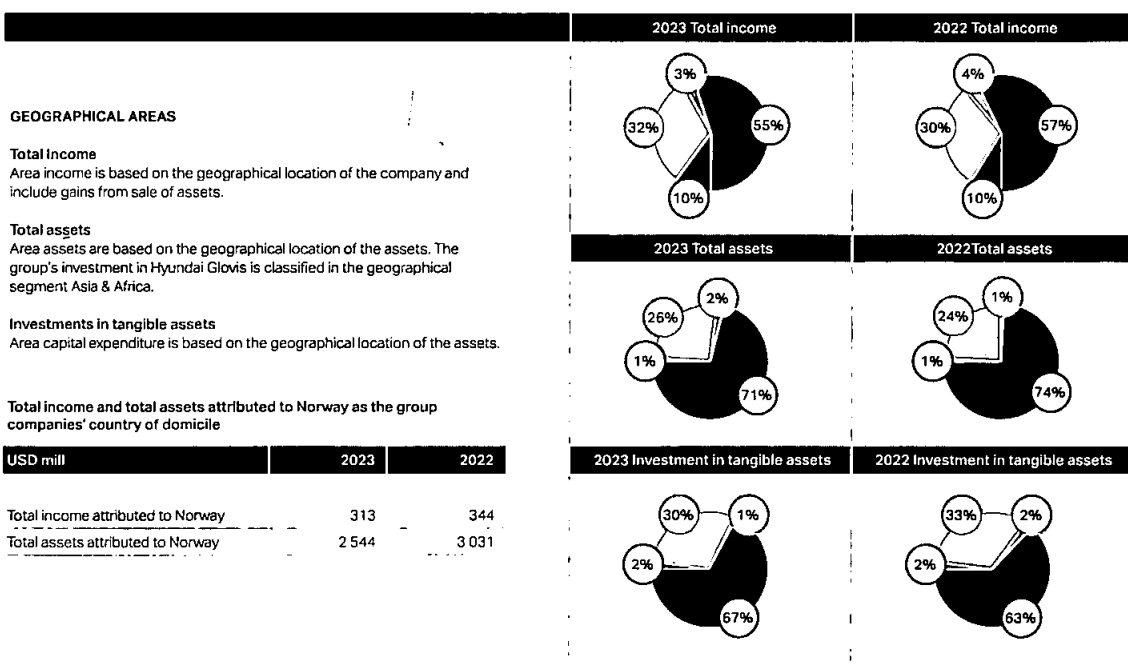 GEOGRAPHICAL AREAS
Total Income
Area income is based on the geographical location of the company and
include gains from sale of assets.
Total assets
Area assets are based on the geographical location of the assets. The
group's investment in Hyundai Glovis is classified in the geographical
segment Asia & Africa.
Investments in tangible assets
Area capital expenditure is based on the geographical location of the assets.
Total income and total assets attributed to Norway as the group
companies' country of domicile
USD mill 2023 2022
Total income attributed to Norway 313 344
Total assets attributed to Norway 2 544 3 031
2023 Total income
3%
32%
55%
10%
2022 Total income
4%
30%
57%
10%
2023 Total assets
2%
26%
1%
71%
2022Total assets
1%
24%
1%
74%
2023 Investment in tangible assets
30%
1%
2%
67%
2022 Investment in tangible assets
33%
2%
2%
63%